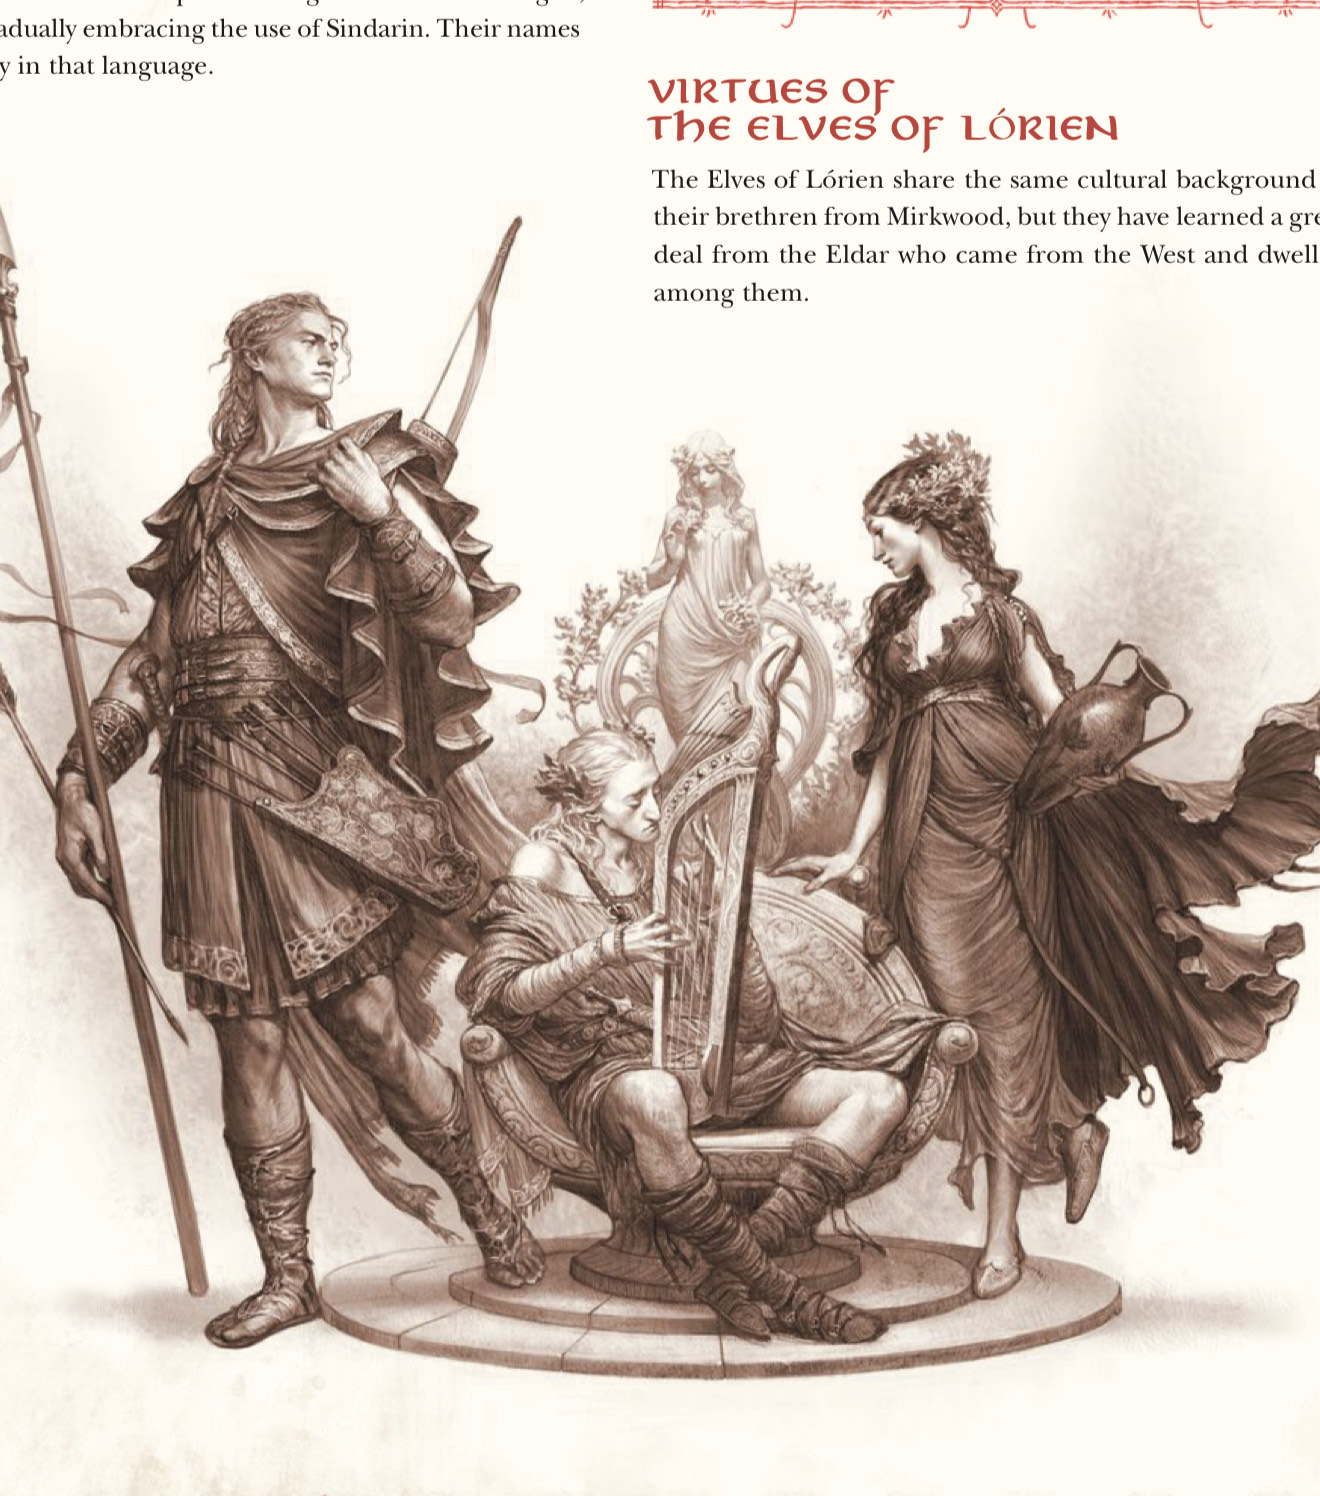 adually embracing the use of Sindarin. Their names
y in that language.
VIRTUES OF
THE ELVES OF LÓRIEN
The Elves of Lórien share the same cultural background
their brethren from Mirkwood, but they have learned a gre
deal from the Eldar who came from the West and dwell
among them.